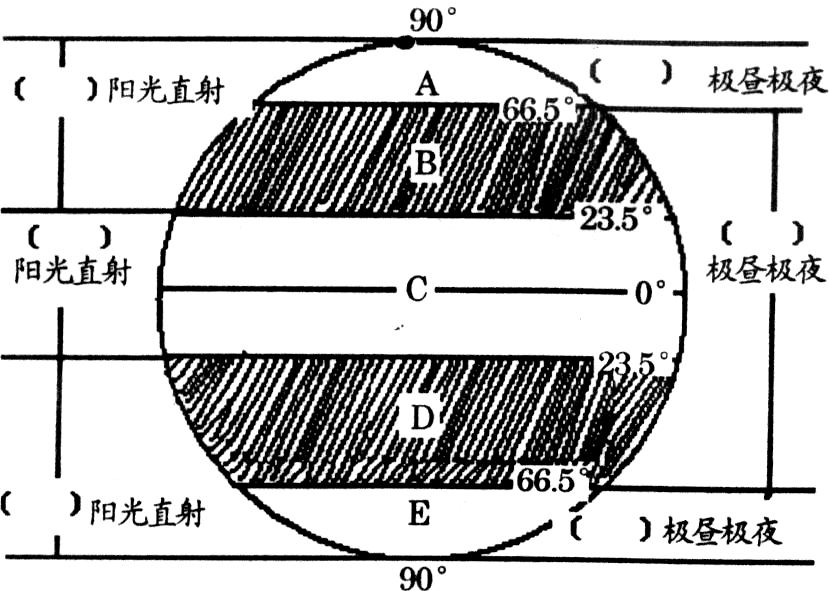 90°
( )阳光直射
A
( )极昼极夜
66.5°
B
23.5°
( )
阳光直射
( )
极昼极夜
C
0°
23.5°
D
66.5°
( )阳光直射
E
( )极昼极夜
90°